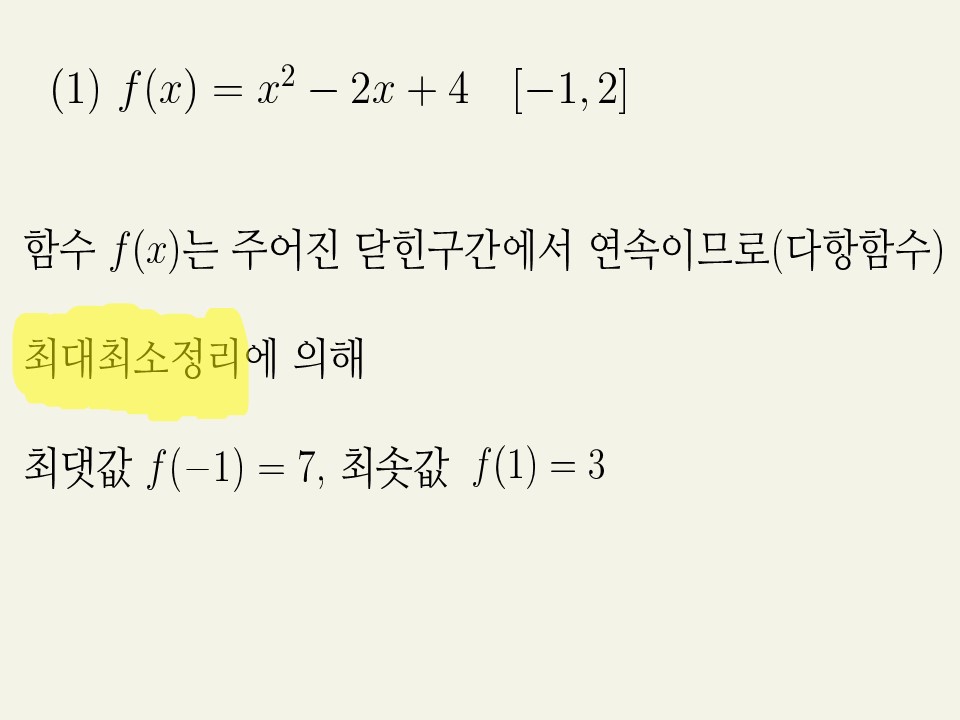 (1) f(x) = x² − 2x + 4 [−1, 2]
함수 f(x)는 주어진 닫힌구간에서 연속이므로(다항함수)
최대최소정리에 의해
최댓값 f(−1) = 7, 최솟값 f(1) = 3